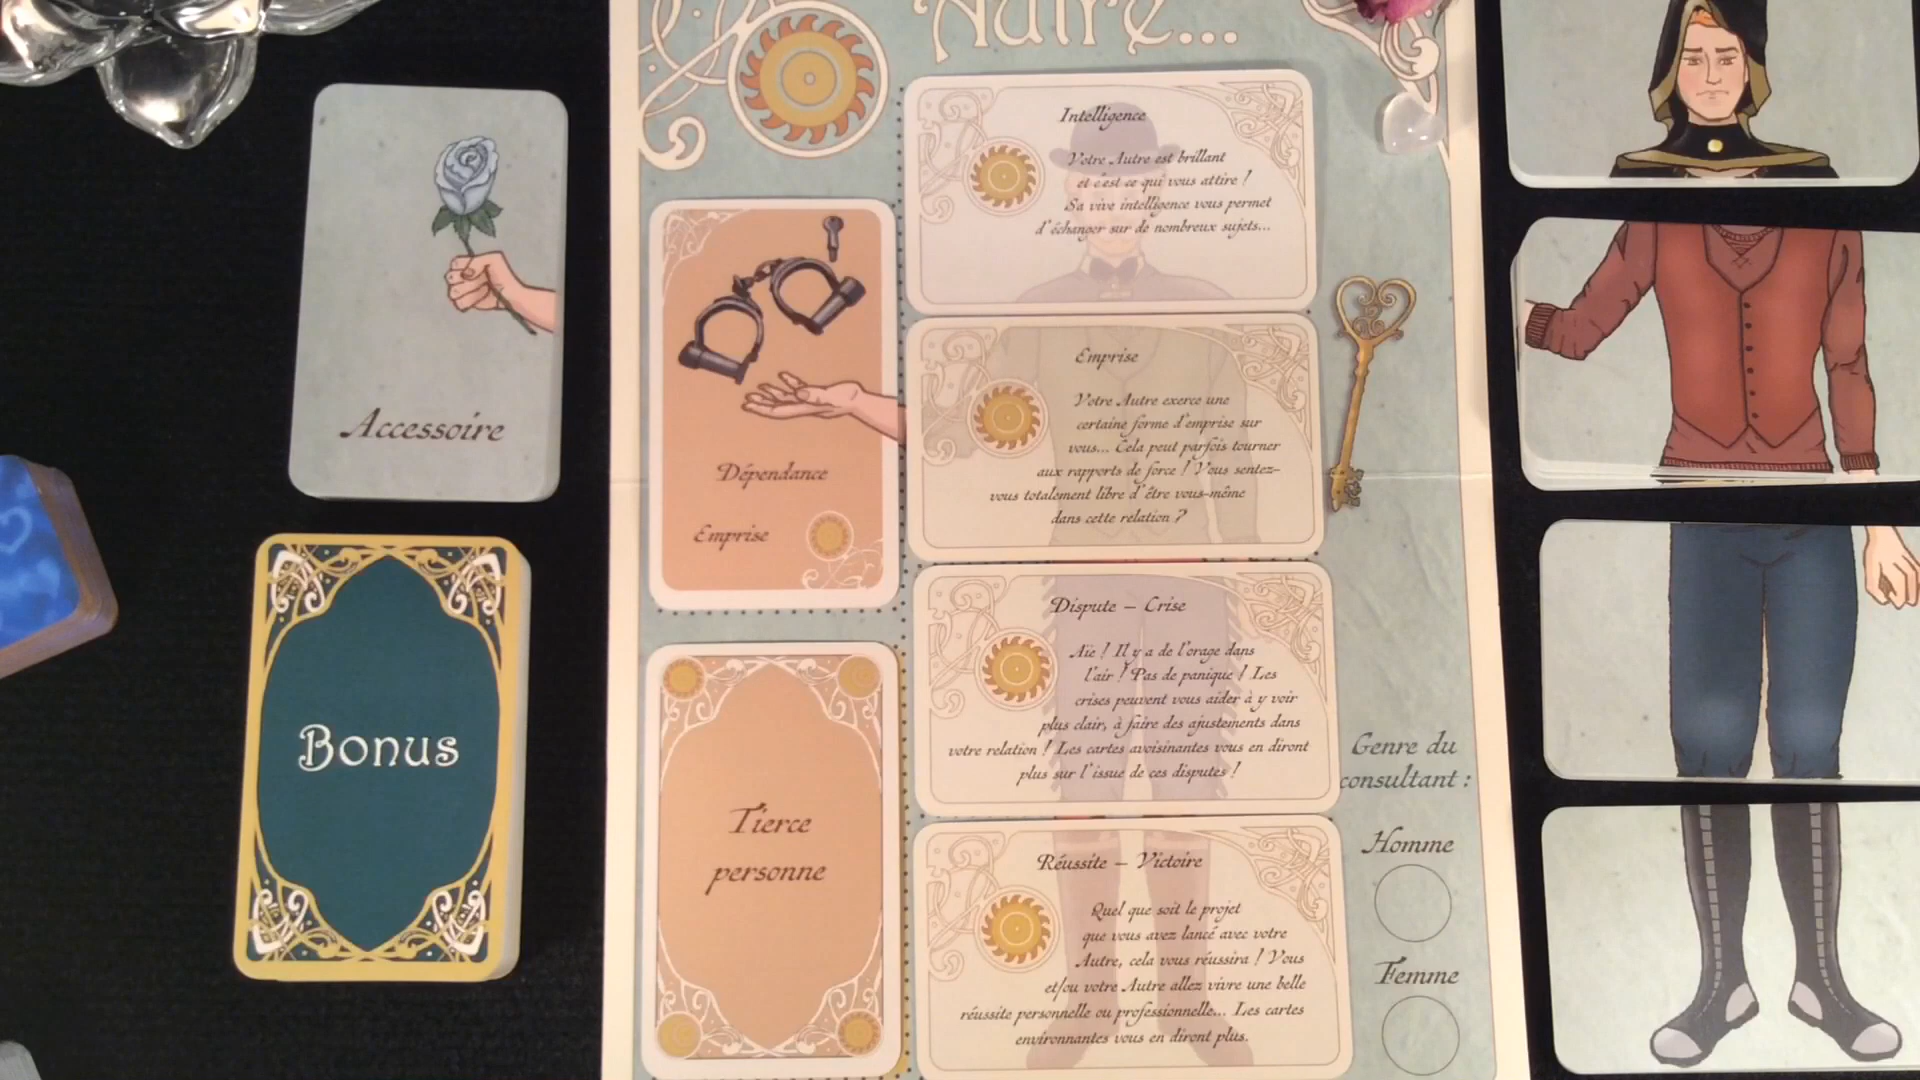 Autre...
Accessoire
Bonus
Dépendance
Emprise
Tierce
personne
Intelligence
Votre Autre est brillant
et c'est ce qui vous attire !
Sa vive intelligence vous permet
d'échanger sur de nombreux sujets...
Emprise
Votre Autre exerce une
certaine forme d'emprise sur
vous... Cela peut parfois tourner
aux rapports de force ! Vous sentez-
vous totalement libre d'être vous-même
dans cette relation ?
Dispute – Crise
Aïe ! Il y a de l'orage dans
l'air ! Pas de panique ! Les
crises peuvent vous aider à y voir
plus clair, à faire des ajustements dans
votre relation ! Les cartes avoisinantes vous en diront
plus sur l'issue de ces disputes !
Réussite – Victoire
Quel que soit le projet
que vous avez lancé avec votre
Autre, cela vous réussira ! Vous
et/ou votre Autre allez vivre une belle
réussite personnelle ou professionnelle... Les cartes
environnantes vous en diront plus.
Genre du
consultant :
Homme
Femme